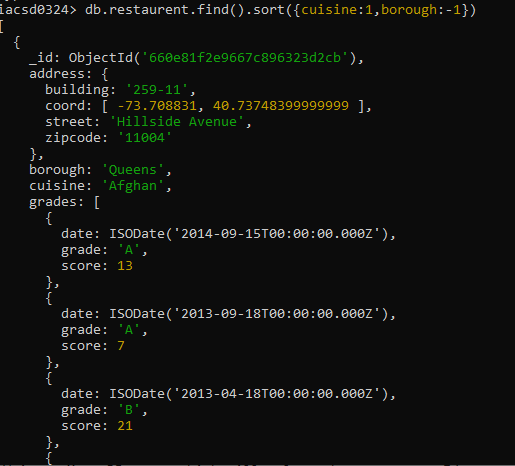 iacsd0324> db.restaurent.find().sort({cuisine:1,borough:-1})
[
  {
    _id: ObjectId('660e81f2e9667c896323d2cb'),
    address: {
      building: '259-11',
      coord: [ -73.708831, 40.73748399999999 ],
      street: 'Hillside Avenue',
      zipcode: '11004'
    },
    borough: 'Queens',
    cuisine: 'Afghan',
    grades: [
      {
        date: ISODate('2014-09-15T00:00:00.000Z'),
        grade: 'A',
        score: 13
      },
      {
        date: ISODate('2013-09-18T00:00:00.000Z'),
        grade: 'A',
        score: 7
      },
      {
        date: ISODate('2013-04-18T00:00:00.000Z'),
        grade: 'B',
        score: 21
      },
      {